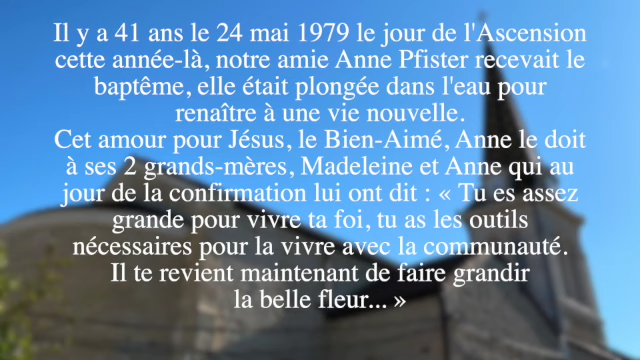 Il y a 41 ans le 24 mai 1979 le jour de l'Ascension
cette année-là, notre amie Anne Pfister recevait le
baptême, elle était plongée dans l'eau pour
renaître à une vie nouvelle.
Cet amour pour Jésus, le Bien-Aimé, Anne le doit
à ses 2 grands-mères, Madeleine et Anne qui au
jour de la confirmation lui ont dit : « Tu es assez
grande pour vivre ta foi, tu as les outils
nécessaires pour la vivre avec la communauté.
Il te revient maintenant de faire grandir
la belle fleur... »